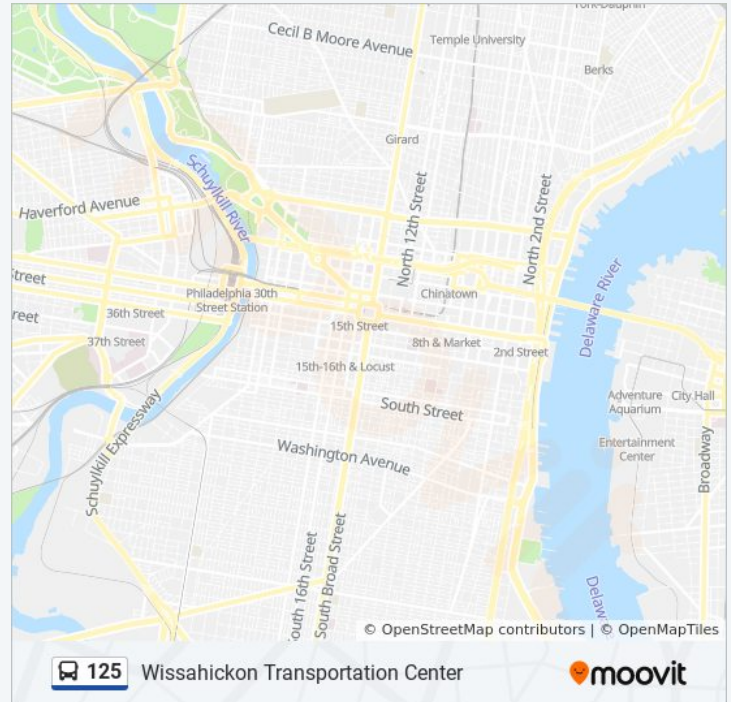 York-Dauphin
Cecil B Moore Avenue
Temple University
Berks
Girard
Schuylkill River
Haverford Avenue
North 12th Street
North 2nd Street
Delaware River
Street
Philadelphia 30th
Street Station
Chinatown
36th Street
15th Street
reet
37th Street
8th & Market
2nd Street
15th-16th & Locust
South Street
Adventure
Aquarium
City Hall
Schuylkill Expressway
Washington Avenue
Entertainment
Center
Broadway
South 16th Street
South Broad Street
Delaw
© OpenStreetMap contributors | © OpenMapTiles
125 Wissahickon Transportation Center
moovit